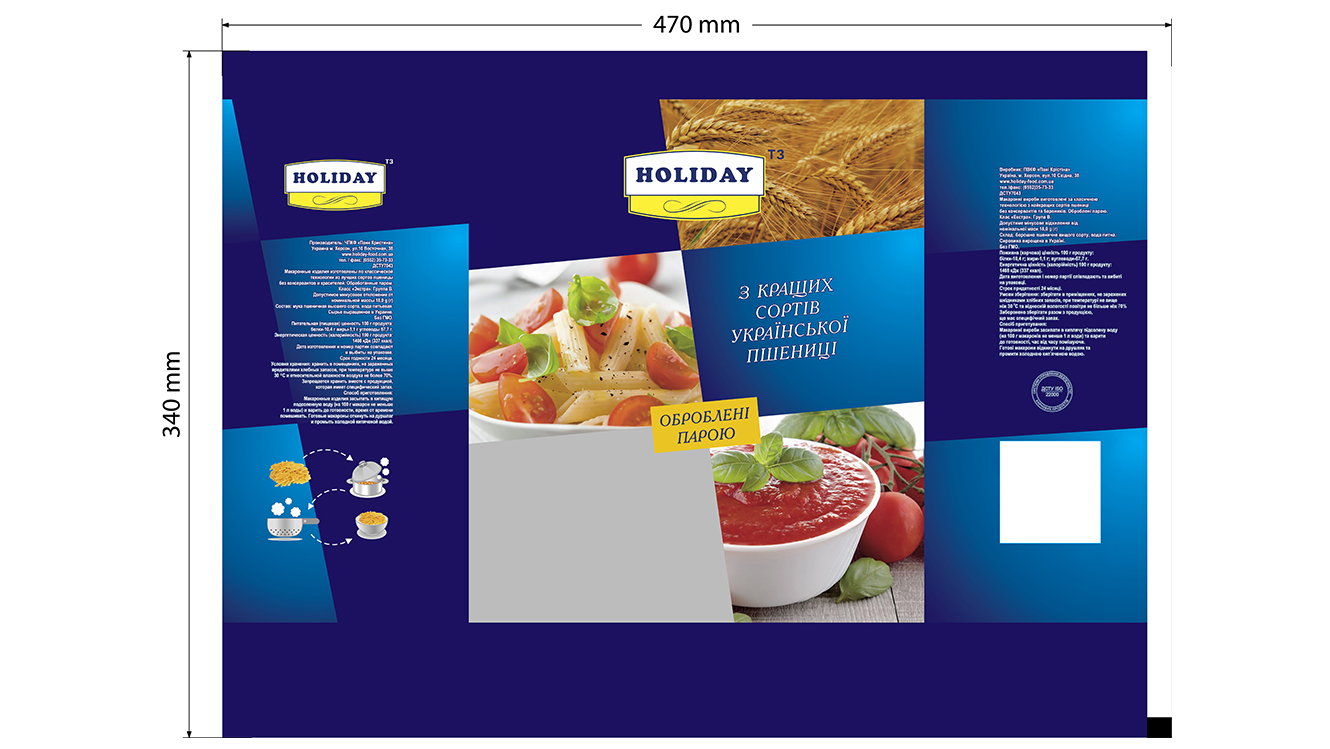 470 mm
340 mm
HOLIDAY
ТЗ
Производитель: ЧПКФ «Пани Кристина»
Украина м. Херсон, ул.10 Восточная, 38
www.holiday-food.com.ua
тел. / факс: (0552) 35-73-33
ДСТУ7043
Макаронные изделия изготовлены по классической
технологии из лучших сортов пшеницы
без консервантов и красителей. Обработанные паром.
Класс «Экстра». Группа В.
Допустимое минусовое отклонение от
номинальной массы 10,0 g (г)
Состав: мука пшеничная высшего сорта, вода питьевая.
Сырье выращенное в Украине.
Без ГМО
Питательная (пищевая) ценность 100 г продукта:
белки-10,4 г жиры-1,1 г углеводы 67,7 г.
Энергетическая ценность (калорийность) 100 г продукта:
1408 кДж (337 ккал)
Дата изготовления и номер партии совпадают
и выбиты на упаковке.
Срок годности 24 месяца.
Условия хранения: хранить в помещениях, не зараженных
вредителями хлебных запасов, при температуре не выше
30 °С и относительной влажности воздуха не более 70%.
Запрещается хранить вместе с продукцией,
которая имеет специфический запах.
Способ приготовления.
Макаронные изделия засыпать в кипящую
подсоленную воду (на 100 г макарон не меньше
1 л воды) и варить до готовности, время от времени
помешивать. Готовые макароны откинуть на друшлаг
и промыть холодной кипяченой водой.
HOLIDAY
ТЗ
З КРАЩИХ
СОРТІВ
УКРАЇНСЬКОЇ
ПШЕНИЦІ
ОБРОБЛЕНІ
ПАРОЮ
Виробник: ПВКФ «Пані Крістіна»
Україна, м. Херсон, вул.10 Східна, 38
www.holiday-food.com.ua
тел./факс: (0552)35-73-33
ДСТУ7043
Макаронні вироби виготовлені за класичною
технологією з найкращих сортів пшениці
без консервантів та барвників. Оброблені парою.
Клас «Екстра». Група В.
Допустиме мінусове відхилення від
номінальної маси 10,0 g (г)
Склад: борошно пшеничне вищого сорту, вода питна.
Сировина вирощена в Україні.
Без ГМО.
Поживна (харчова) цінність 100 г продукту:
білки-10,4 г; жири-1,1 г; вуглеводи-67,7 г.
Енергетична цінність (калорійність) 100 г продукту:
1408 кДж (337 ккал).
Дата виготовлення і номер партії співпадають та вибиті
на упаковці.
Строк придатності 24 місяці.
Умови зберігання: зберігати в приміщеннях, не заражених
шкідниками хлібних запасів, при температурі не вище
ніж 30 °С та відносній вологості повітря не більше ніж 70%
Заборонено зберігати разом з продукцією,
що має специфічний запах.
Спосіб приготування:
Макаронні вироби засипати в киплячу підсолену воду
(на 100 г макаронів не менше 1 л води) та варити
до готовності, час від часу помішуючи.
Готові макарони відкинути на друшляк та
промити холодною кип'яченою водою.
ДСТУ ISO
22000